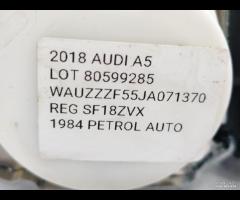 2018 AUDI A5
LOT 80599285
WAUZZZF55JA071370
REG SF18ZVX
1984 PETROL AUTO